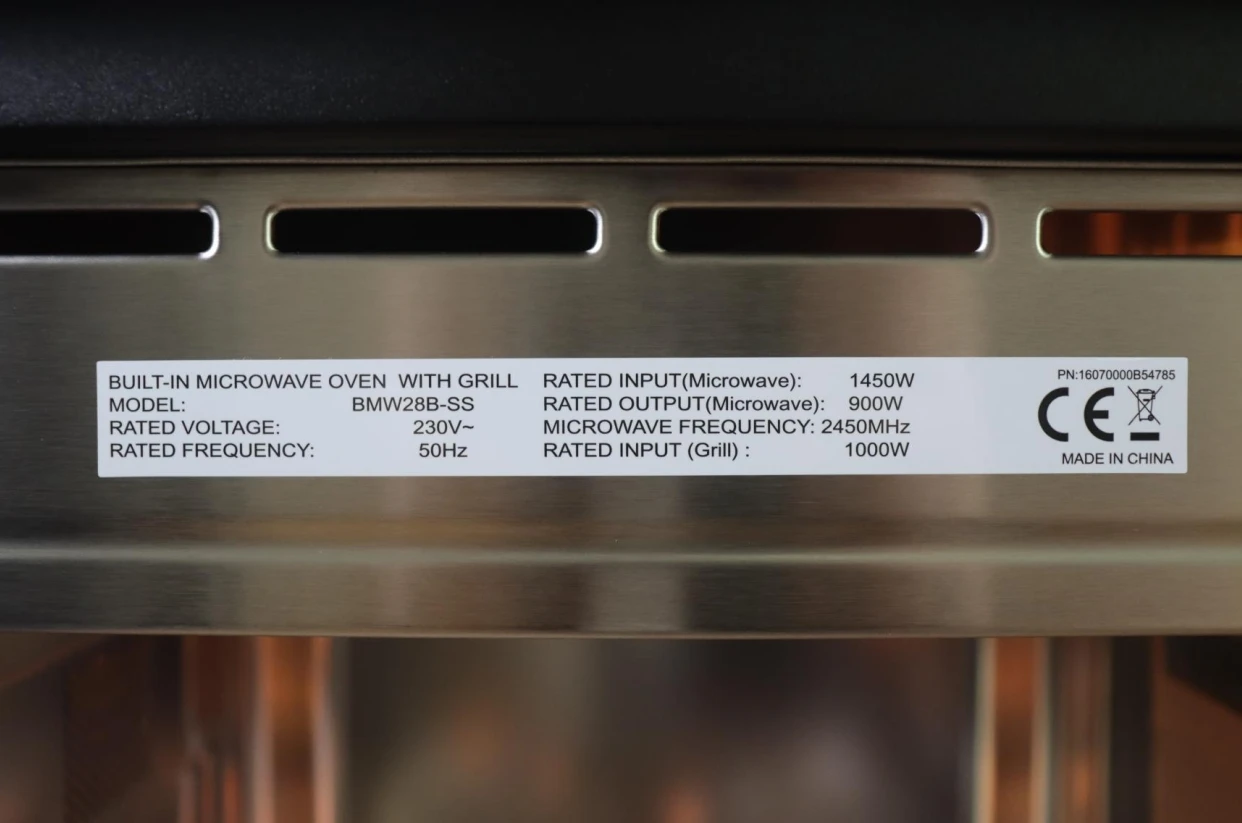 BUILT-IN MICROWAVE OVEN WITH GRILL
MODEL: BMW28B-SS
RATED VOLTAGE: 230V~
RATED FREQUENCY: 50Hz
RATED INPUT(Microwave): 1450W
RATED OUTPUT(Microwave): 900W
MICROWAVE FREQUENCY: 2450MHz
RATED INPUT (Grill) : 1000W
PN:16070000B54785
CE
MADE IN CHINA